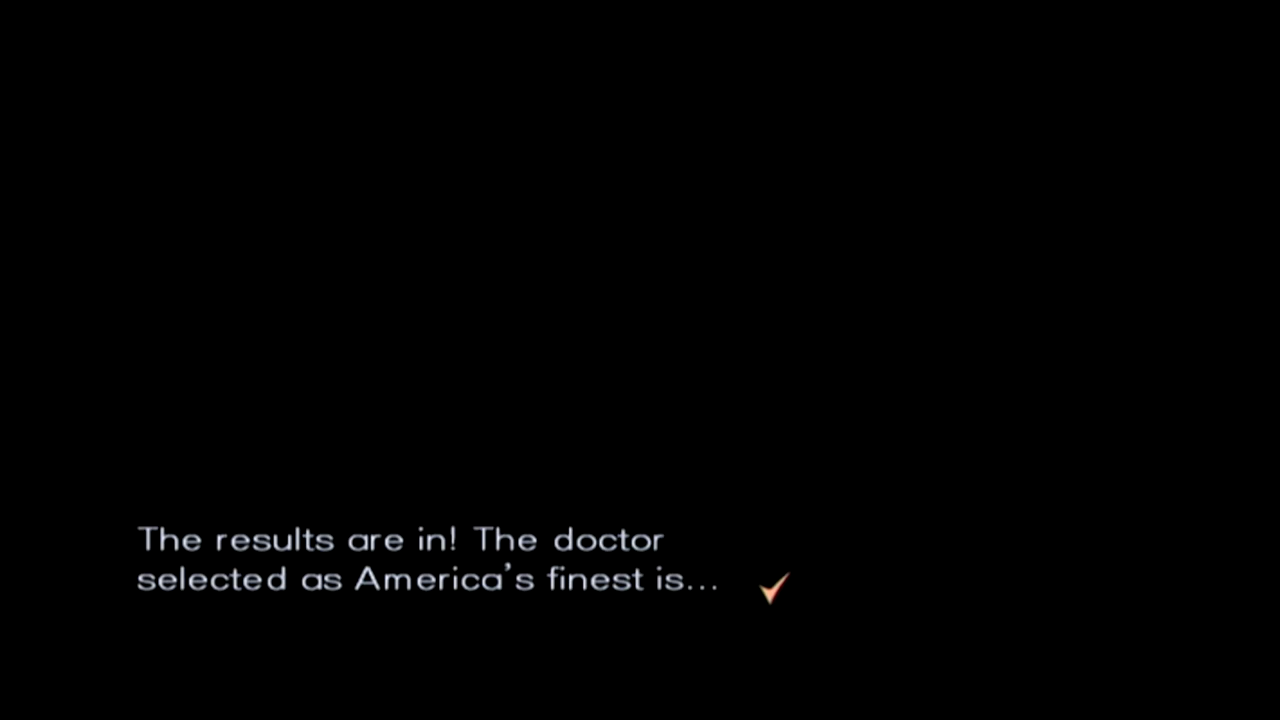 The results are in! The doctor
selected as America's finest is...